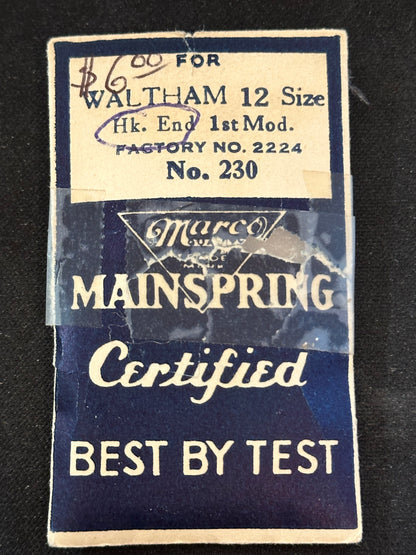 $6.00
FOR
WALTHAM 12 Size
Hk. End 1st Mod.
FACTORY NO. 2224
No. 230
Marco
MAINSPRING
Certified
BEST BY TEST